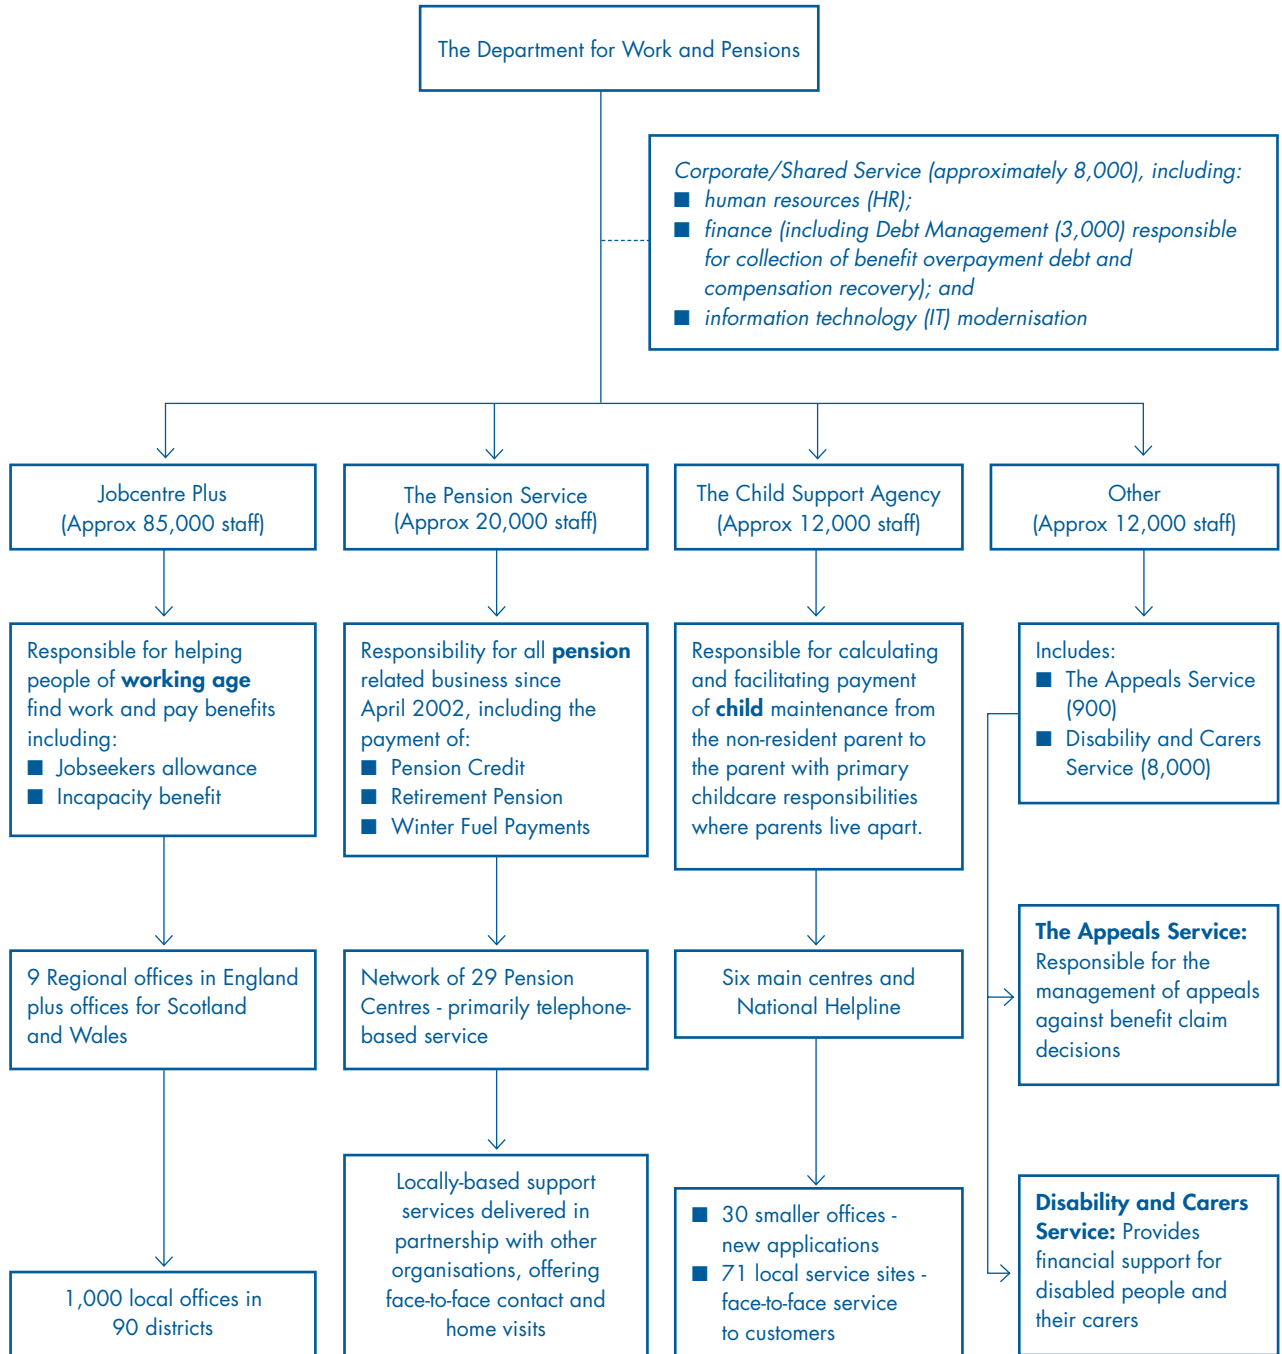 The Department for Work and Pensions
Corporate/Shared Service (approximately 8,000), including:
■ human resources (HR);
■ finance (including Debt Management (3,000) responsible
for collection of benefit overpayment debt and
compensation recovery); and
■ information technology (IT) modernisation
Jobcentre Plus
(Approx 85,000 staff)
The Pension Service
(Approx 20,000 staff)
The Child Support Agency
(Approx 12,000 staff)
Other
(Approx 12,000 staff)
Responsible for helping
people of working age
find work and pay benefits
including:
■ Jobseekers allowance
■ Incapacity benefit
Responsibility for all pension
related business since
April 2002, including the
payment of:
■ Pension Credit
■ Retirement Pension
■ Winter Fuel Payments
Responsible for calculating
and facilitating payment
of child maintenance from
the non-resident parent to
the parent with primary
childcare responsibilities
where parents live apart.
Includes:
■ The Appeals Service
(900)
■ Disability and Carers
Service (8,000)
9 Regional offices in England
plus offices for Scotland
and Wales
Network of 29 Pension
Centres - primarily telephone-
based service
Six main centres and
National Helpline
The Appeals Service:
Responsible for the
management of appeals
against benefit claim
decisions
1,000 local offices in
90 districts
Locally-based support
services delivered in
partnership with other
organisations, offering
face-to-face contact and
home visits
■ 30 smaller offices -
new applications
■ 71 local service sites -
face-to-face service
to customers
Disability and Carers
Service: Provides
financial support for
disabled people and
their carers